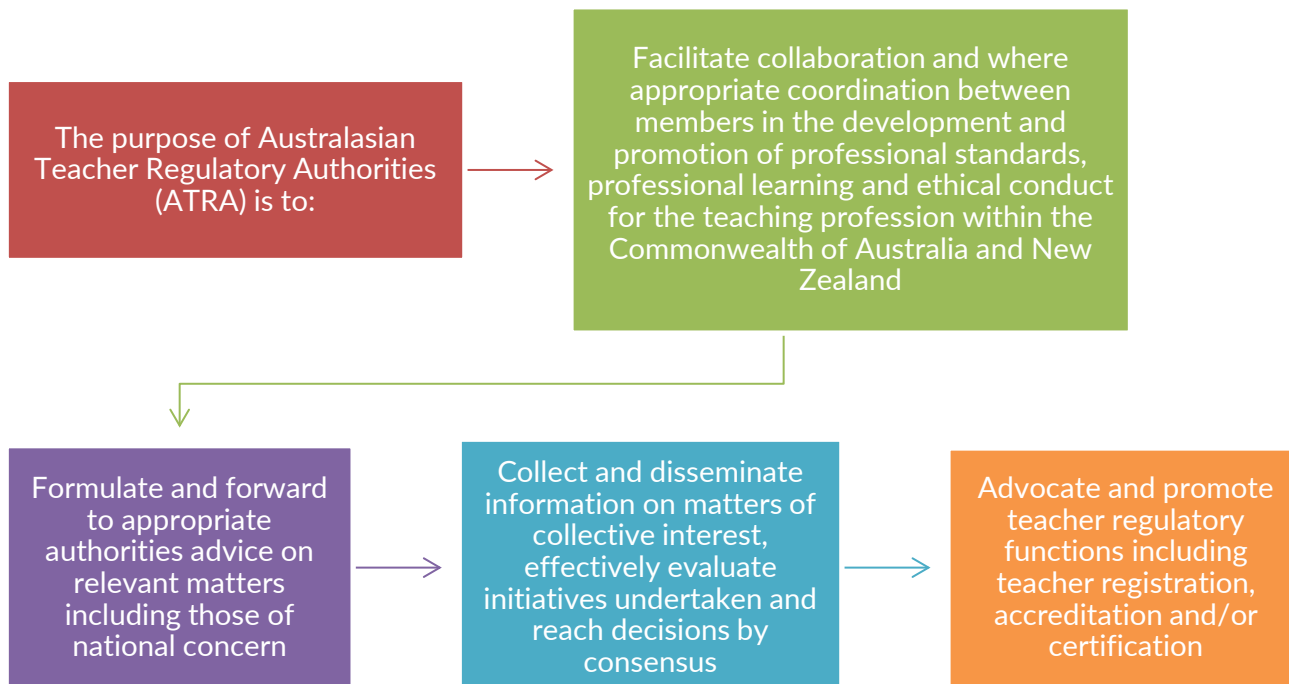 The purpose of Australasian
Teacher Regulatory Authorities
(ATRA) is to:
Facilitate collaboration and where
appropriate coordination between
members in the development and
promotion of professional standards,
professional learning and ethical conduct
for the teaching profession within the
Commonwealth of Australia and New
Zealand
Formulate and forward
to appropriate
authorities advice on
relevant matters
including those of
national concern
Collect and disseminate
information on matters of
collective interest,
effectively evaluate
initiatives undertaken and
reach decisions by
consensus
Advocate and promote
teacher regulatory
functions including
teacher registration,
accreditation and/or
certification